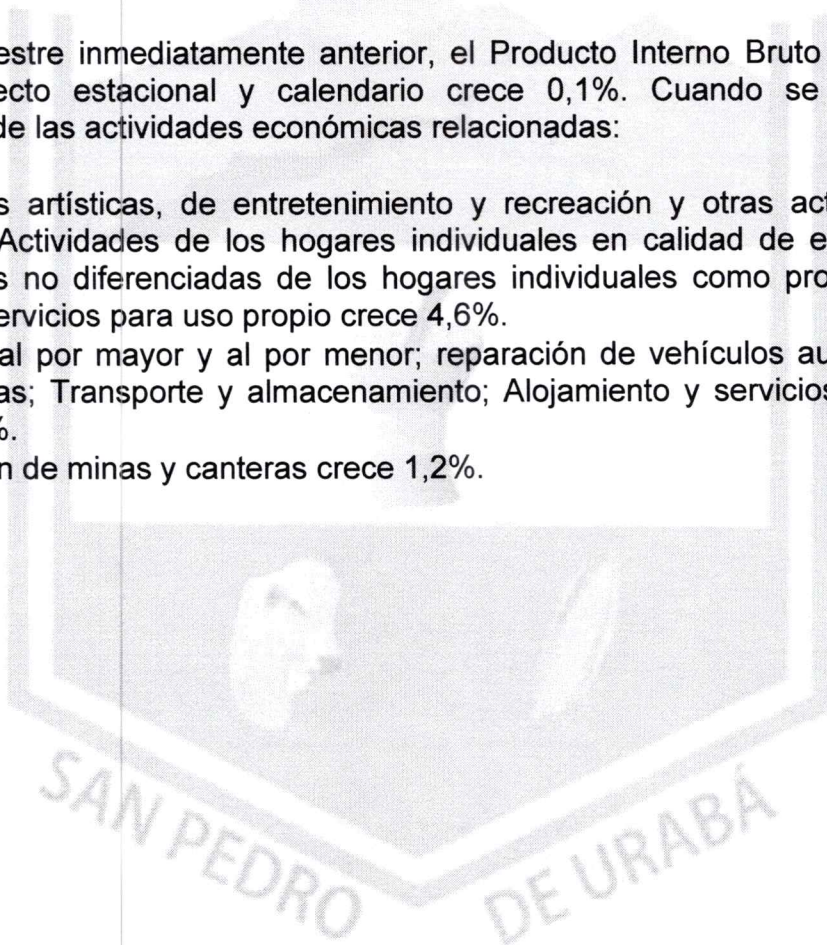 estre inmediatamente anterior, el Producto Interno Bruto
ecto estacional y calendario crece 0,1%. Cuando se
de las actividades económicas relacionadas:
s artísticas, de entretenimiento y recreación y otras act
Actividades de los hogares individuales en calidad de e
s no diferenciadas de los hogares individuales como pro
ervicios para uso propio crece 4,6%.
al por mayor y al por menor; reparación de vehículos au
as; Transporte y almacenamiento; Alojamiento y servicios
%.
n de minas y canteras crece 1,2%.
SAN PEDRO DE URABÁ